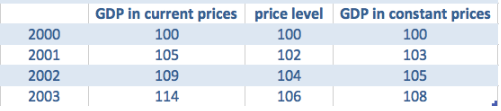 GDP in current prices price level GDP in constant prices
2000 100 100 100
2001 105 102 103
2002 109 104 105
2003 114 106 108